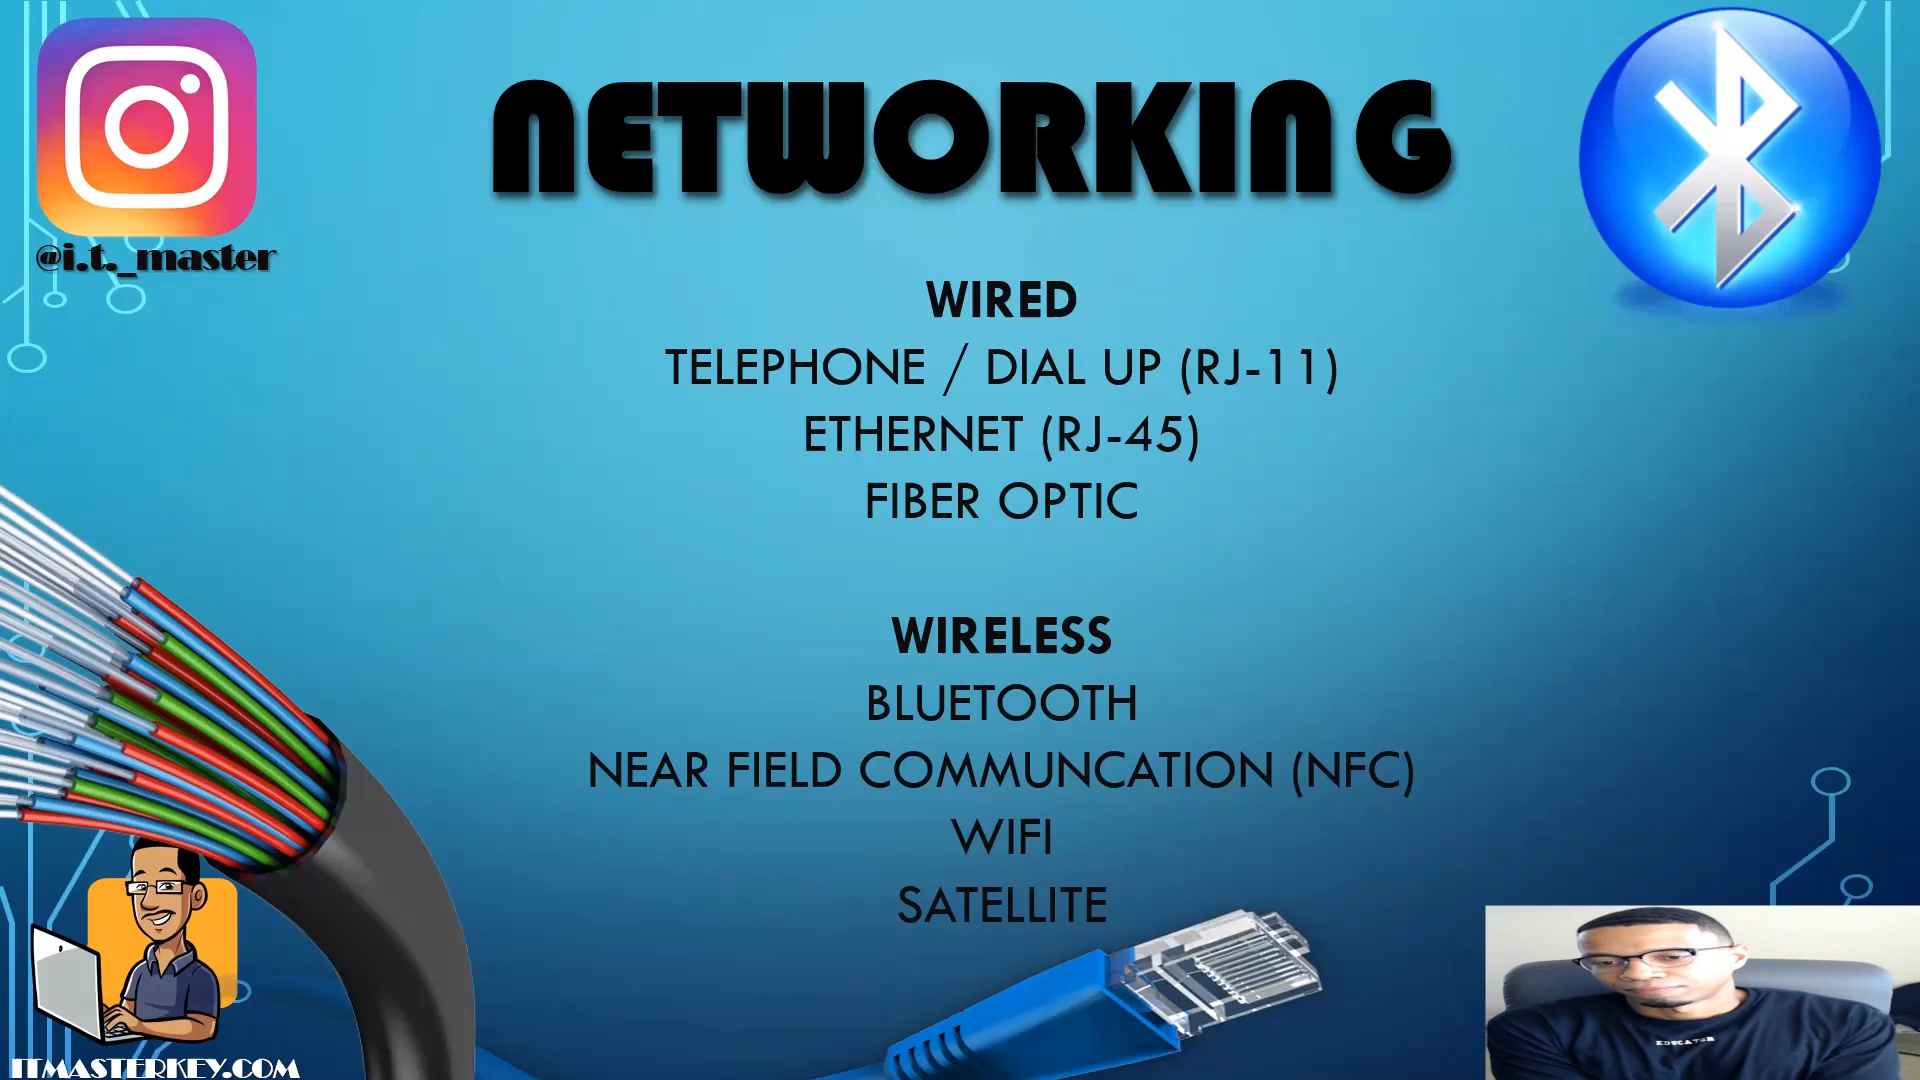 NETWORKING
@i.t._master
WIRED
TELEPHONE / DIAL UP (RJ-11)
ETHERNET (RJ-45)
FIBER OPTIC
WIRELESS
BLUETOOTH
NEAR FIELD COMMUNCATION (NFC)
WIFI
SATELLITE
ITMASTERKEY.COM
EDUCATOR